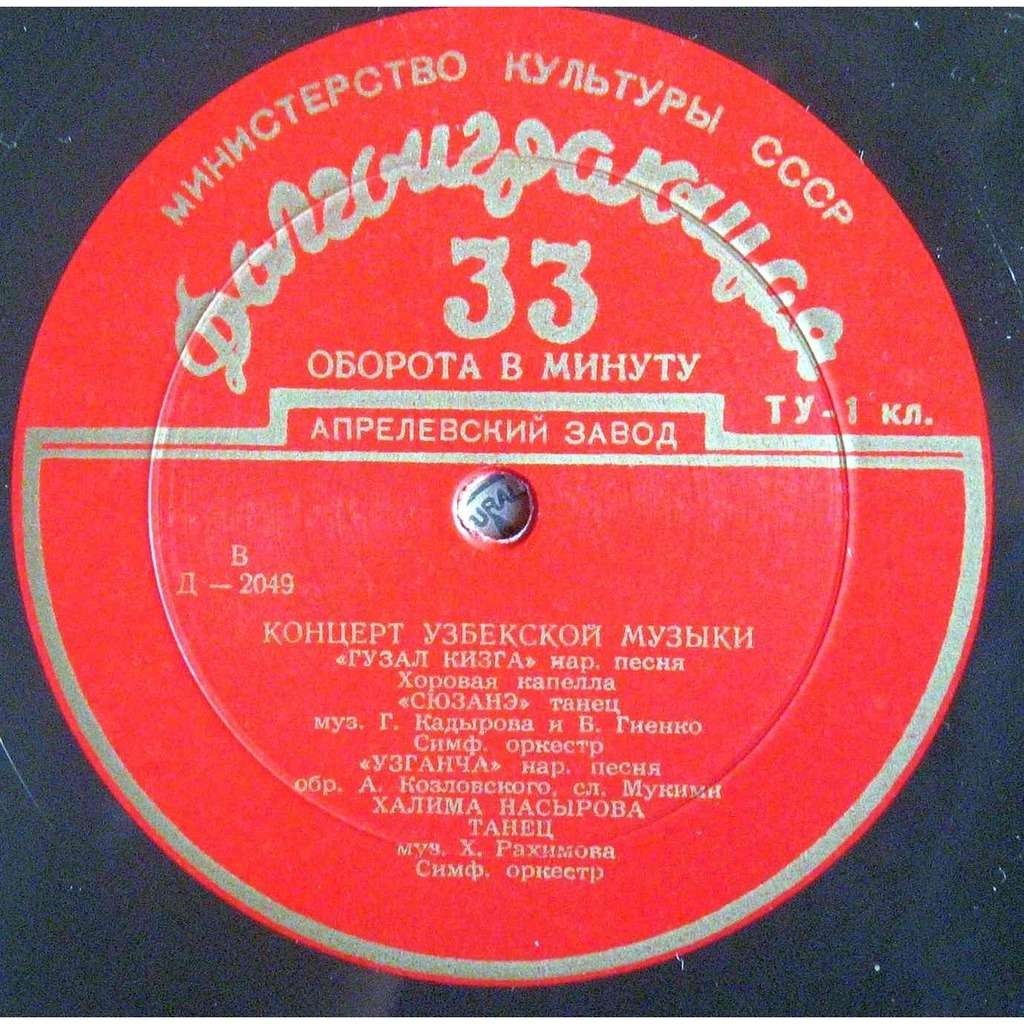 МИНИСТЕРСТВО КУЛЬТУРЫ СССР
Долгоиграющая
33
ОБОРОТА В МИНУТУ
ТУ-1 кл.
АПРЕЛЕВСКИЙ ЗАВОД
URAL
В
Д — 2049
КОНЦЕРТ УЗБЕКСКОЙ МУЗЫКИ
«ГУЗАЛ КИЗГА» нар. песня
Хоровая капелла
«СЮЗАНЭ» танец
муз. Г. Кадырова и Б. Гиенко
Симф. оркестр
«УЗГАНЧА» нар. песня
обр. А. Козловского, сл. Мукими
ХАЛИМА НАСЫРОВА
ТАНЕЦ
муз. Х. Рахимова
Симф. оркестр